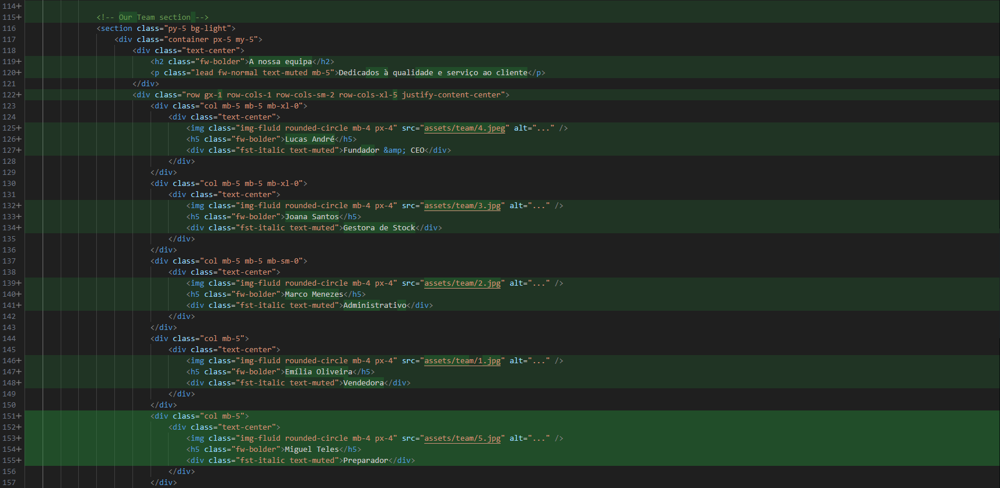 114+
115+ <!-- Our Team section -->
116 <section class="py-5 bg-light">
117 <div class="container px-5 my-5">
118 <div class="text-center">
119+ <h2 class="fw-bolder">A nossa equipa</h2>
120+ <p class="lead fw-normal text-muted mb-5">Dedicados à qualidade e serviço ao cliente</p>
121 </div>
122+ <div class="row gx-1 row-cols-1 row-cols-sm-2 row-cols-xl-5 justify-content-center">
123 <div class="col mb-5 mb-5 mb-xl-0">
124 <div class="text-center">
125+ <img class="img-fluid rounded-circle mb-4 px-4" src="assets/team/4.jpeg" alt="..." />
126+ <h5 class="fw-bolder">Lucas André</h5>
127+ <div class="fst-italic text-muted">Fundador &amp; CEO</div>
128 </div>
129 </div>
130 <div class="col mb-5 mb-5 mb-xl-0">
131 <div class="text-center">
132+ <img class="img-fluid rounded-circle mb-4 px-4" src="assets/team/3.jpg" alt="..." />
133+ <h5 class="fw-bolder">Joana Santos</h5>
134+ <div class="fst-italic text-muted">Gestora de Stock</div>
135 </div>
136 </div>
137 <div class="col mb-5 mb-5 mb-sm-0">
138 <div class="text-center">
139+ <img class="img-fluid rounded-circle mb-4 px-4" src="assets/team/2.jpg" alt="..." />
140+ <h5 class="fw-bolder">Marco Menezes</h5>
141+ <div class="fst-italic text-muted">Administrativo</div>
142 </div>
143 </div>
144 <div class="col mb-5">
145 <div class="text-center">
146+ <img class="img-fluid rounded-circle mb-4 px-4" src="assets/team/1.jpg" alt="..." />
147+ <h5 class="fw-bolder">Emília Oliveira</h5>
148+ <div class="fst-italic text-muted">Vendedora</div>
149 </div>
150 </div>
151+ <div class="col mb-5">
152+ <div class="text-center">
153+ <img class="img-fluid rounded-circle mb-4 px-4" src="assets/team/5.jpg" alt="..." />
154+ <h5 class="fw-bolder">Miguel Teles</h5>
155+ <div class="fst-italic text-muted">Preparador</div>
156 </div>
157 </div>